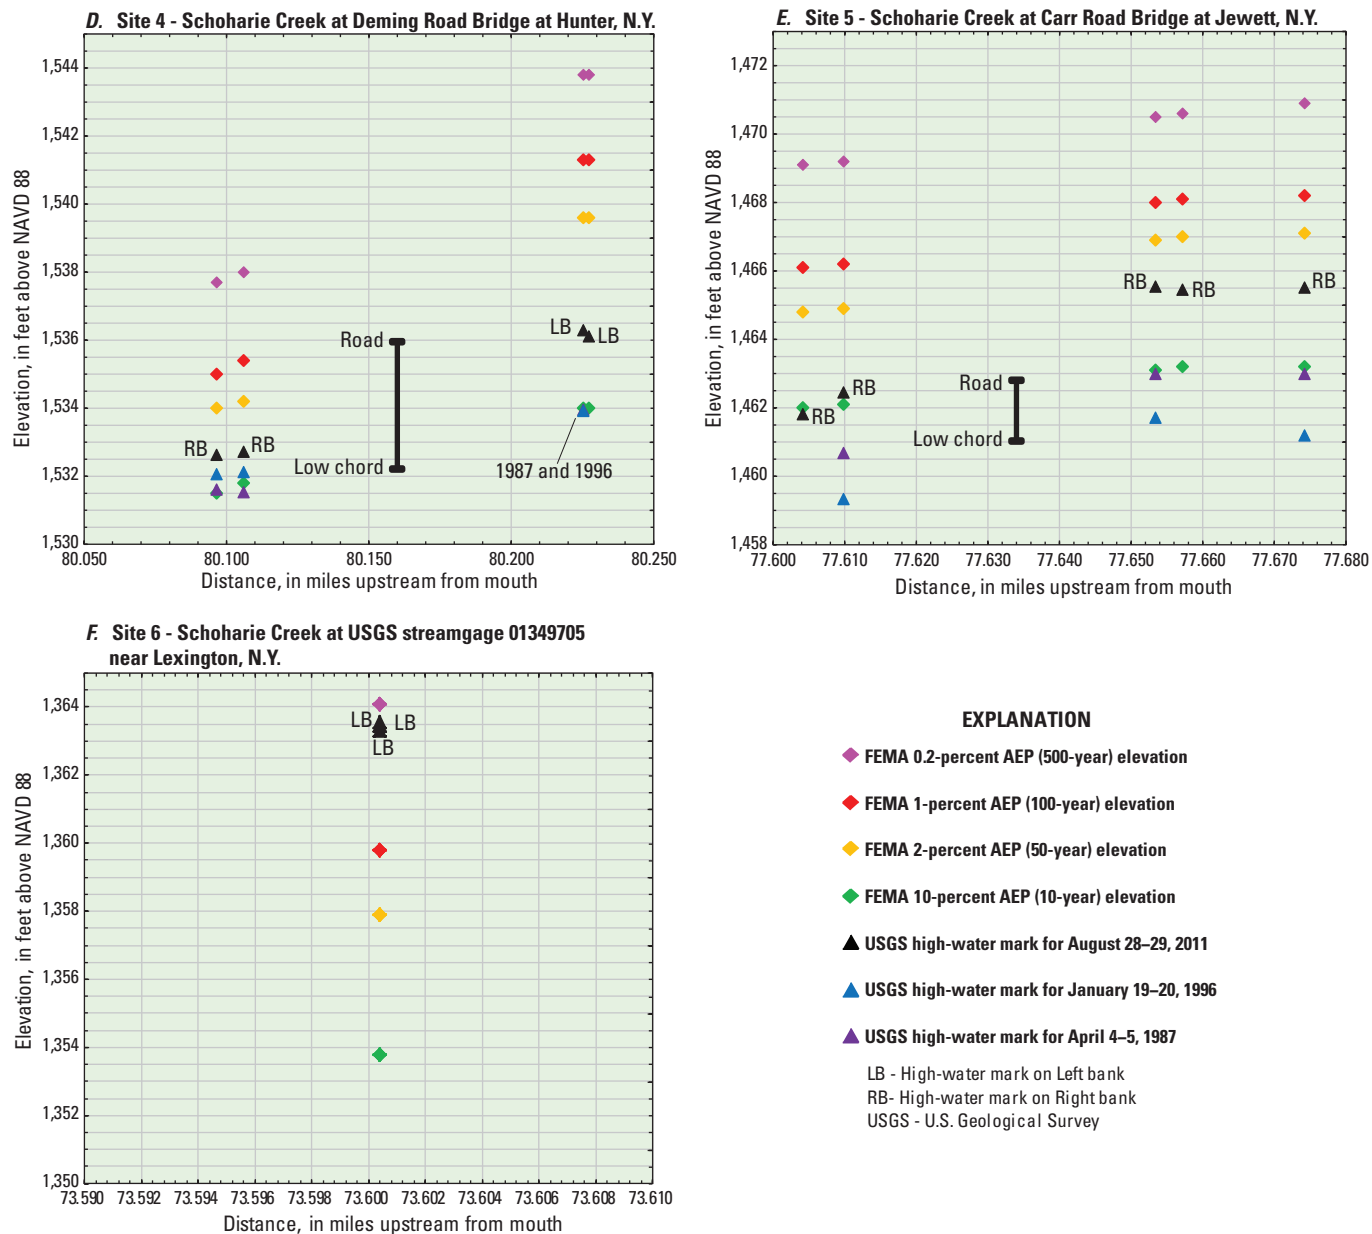 D. Site 4 - Schoharie Creek at Deming Road Bridge at Hunter, N.Y.
1,544
1,542
1,540
1,538
1,536
1,534
1,532
1,530
Elevation, in feet above NAVD 88
LB
LB
Road
RB
RB
Low chord
1987 and 1996
80.050
80.100
80.150
80.200
80.250
Distance, in miles upstream from mouth
E. Site 5 - Schoharie Creek at Carr Road Bridge at Jewett, N.Y.
1,472
1,470
1,468
1,466
1,464
1,462
1,460
1,458
Elevation, in feet above NAVD 88
RB
RB
RB
Road
RB
RB
Low chord
77.600
77.610
77.620
77.630
77.640
77.650
77.660
77.670
77.680
Distance, in miles upstream from mouth
F. Site 6 - Schoharie Creek at USGS streamgage 01349705
near Lexington, N.Y.
1,364
1,362
1,360
1,358
1,356
1,354
1,352
1,350
Elevation, in feet above NAVD 88
LB
LB
LB
73.590
73.592
73.594
73.596
73.598
73.600
73.602
73.604
73.606
73.608
73.610
Distance, in miles upstream from mouth
EXPLANATION
FEMA 0.2-percent AEP (500-year) elevation
FEMA 1-percent AEP (100-year) elevation
FEMA 2-percent AEP (50-year) elevation
FEMA 10-percent AEP (10-year) elevation
USGS high-water mark for August 28–29, 2011
USGS high-water mark for January 19–20, 1996
USGS high-water mark for April 4–5, 1987
LB - High-water mark on Left bank
RB- High-water mark on Right bank
USGS - U.S. Geological Survey